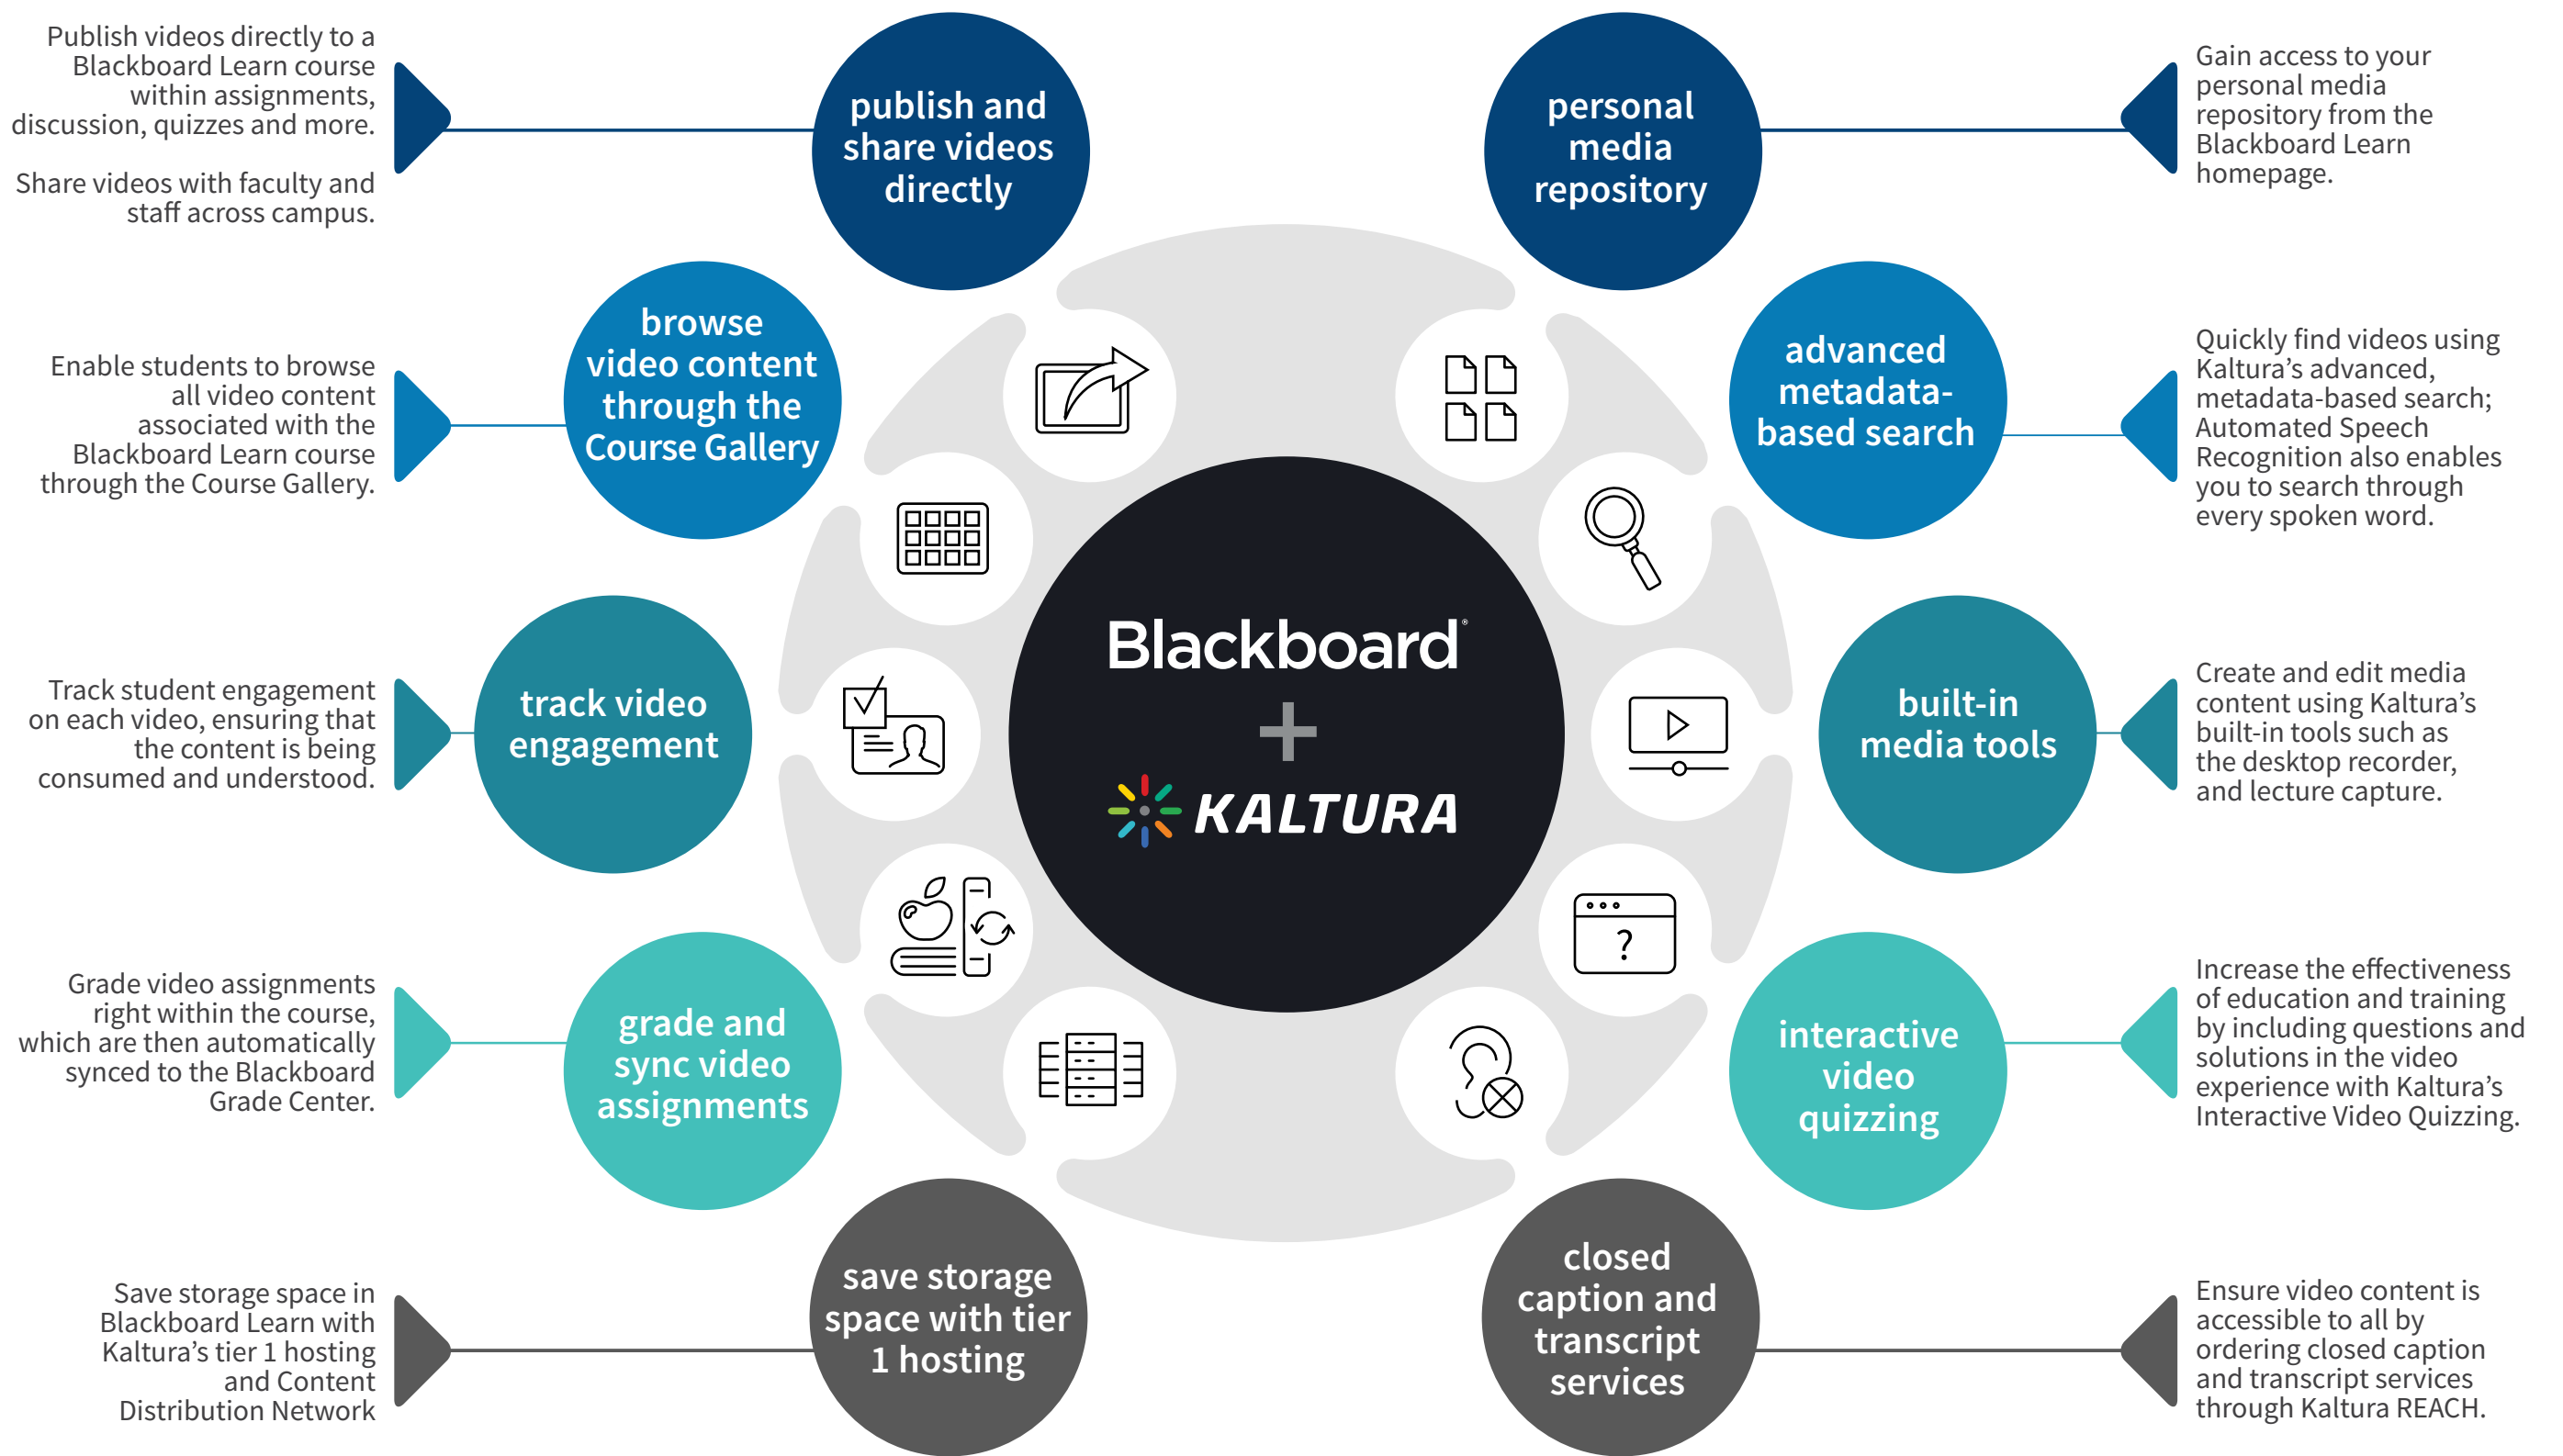 Publish videos directly to a
Blackboard Learn course
within assignments,
discussion, quizzes and more.
Share videos with faculty and
staff across campus.
publish and
share videos
directly
personal
media
repository
Gain access to your
personal media
repository from the
Blackboard Learn
homepage.
Enable students to browse
all video content
associated with the
Blackboard Learn course
through the Course Gallery.
browse
video content
through the
Course Gallery
advanced
metadata-
based search
Quickly find videos using
Kaltura’s advanced,
metadata-based search;
Automated Speech
Recognition also enables
you to search through
every spoken word.
Track student engagement
on each video, ensuring that
the content is being
consumed and understood.
track video
engagement
Blackboard®
+
KALTURA
built-in
media tools
Create and edit media
content using Kaltura’s
built-in tools such as
the desktop recorder,
and lecture capture.
Grade video assignments
right within the course,
which are then automatically
synced to the Blackboard
Grade Center.
grade and
sync video
assignments
?
interactive
video
quizzing
Increase the effectiveness
of education and training
by including questions and
solutions in the video
experience with Kaltura’s
Interactive Video Quizzing.
Save storage space in
Blackboard Learn with
Kaltura’s tier 1 hosting
and Content
Distribution Network
save storage
space with tier
1 hosting
closed
caption and
transcript
services
Ensure video content is
accessible to all by
ordering closed caption
and transcript services
through Kaltura REACH.